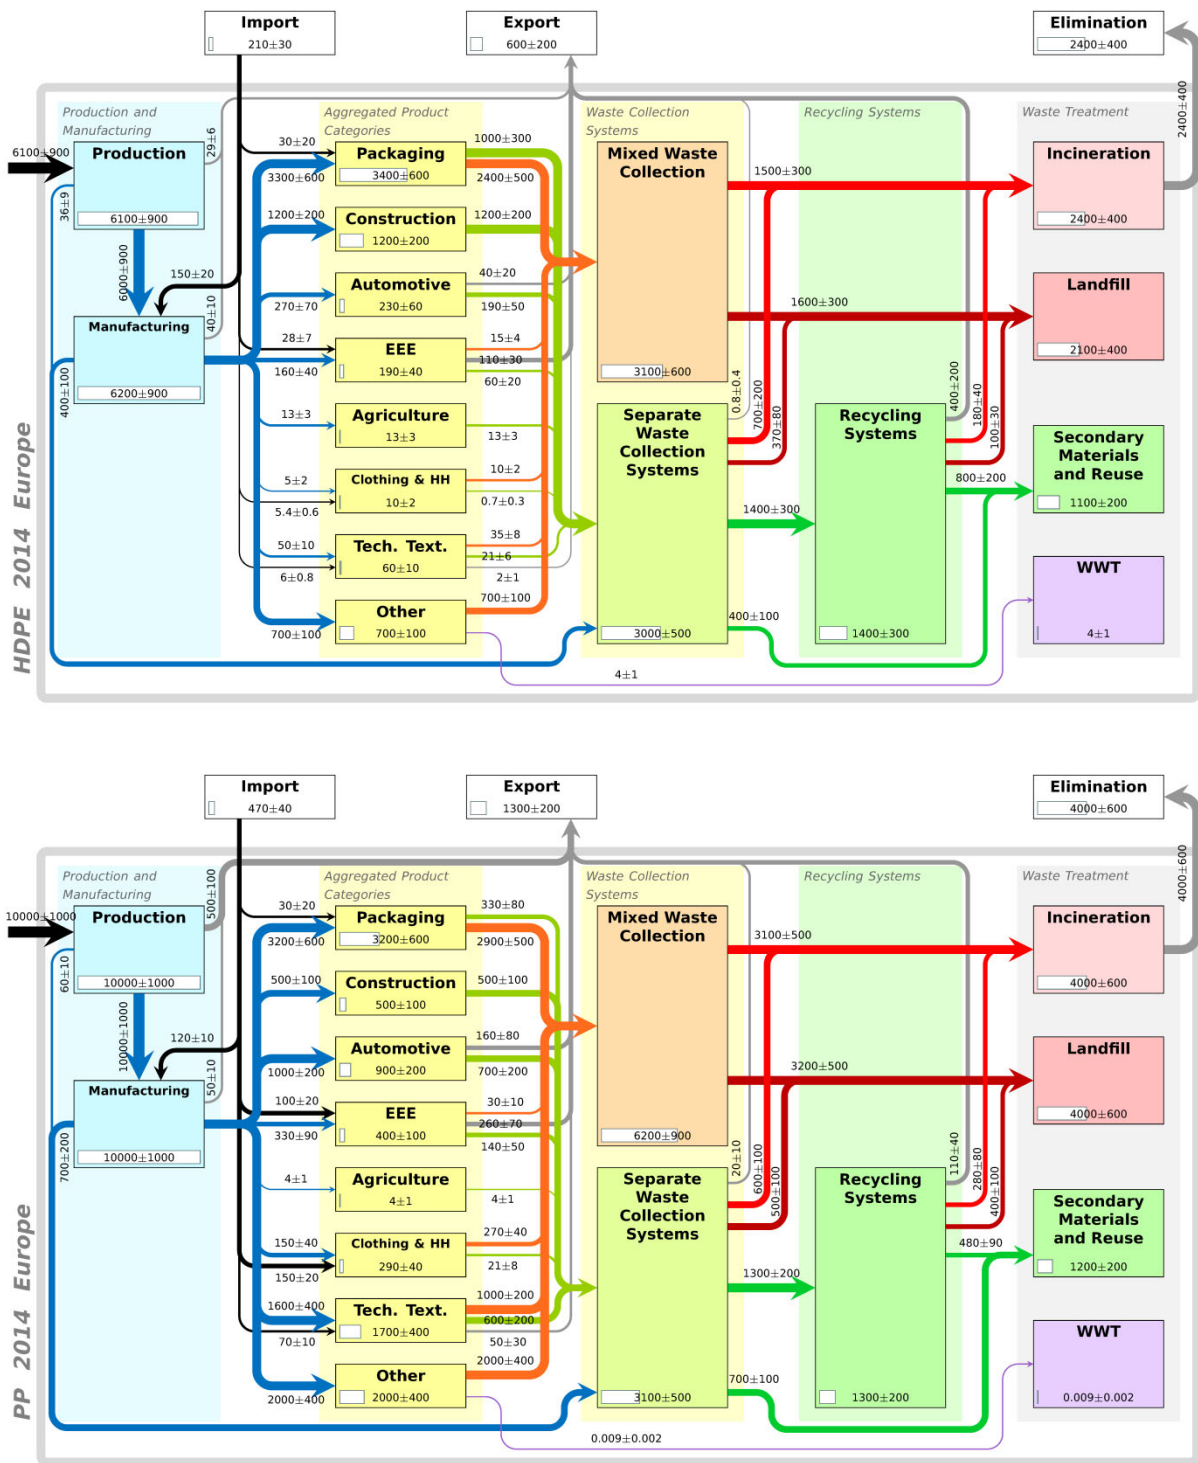 Import
210±30
Export
600±200
Elimination
2400±400
Production and
Manufacturing
Aggregated Product
Categories
Waste Collection
Systems
Recycling Systems
Waste Treatment
2400±400
6100±900
Production
6100±900
36±9
29±6
6000±900
150±20
Manufacturing
6200±900
40±10
400±100
30±20
3300±600
Packaging
3400±600
1000±300
2400±500
1200±200
Construction
1200±200
1200±200
270±70
Automotive
230±60
40±20
190±50
28±7
160±40
EEE
190±40
15±4
110±30
60±20
13±3
Agriculture
13±3
13±3
5±2
5.4±0.6
Clothing & HH
10±2
10±2
0.7±0.3
50±10
6±0.8
Tech. Text.
60±10
35±8
21±6
2±1
700±100
Other
700±100
700±100
4±1
Mixed Waste
Collection
3100±600
Separate
Waste
Collection
Systems
3000±500
0.8±0.4
700±200
370±80
1500±300
1600±300
1400±300
400±100
Recycling
Systems
1400±300
400±200
180±40
100±30
800±200
Incineration
2400±400
Landfill
2100±400
Secondary
Materials
and Reuse
1100±200
WWT
4±1
HDPE 2014 Europe
Import
470±40
Export
1300±200
Elimination
4000±600
Production and
Manufacturing
Aggregated Product
Categories
Waste Collection
Systems
Recycling Systems
Waste Treatment
4000±600
10000±1000
Production
10000±1000
60±10
500±100
10000±1000
120±10
Manufacturing
10000±1000
50±10
700±200
30±20
3200±600
Packaging
3200±600
330±80
2900±500
500±100
Construction
500±100
500±100
1000±200
Automotive
900±200
160±80
700±200
100±20
330±90
EEE
400±100
30±10
260±70
140±50
4±1
Agriculture
4±1
4±1
150±40
150±20
Clothing & HH
290±40
270±40
21±8
1600±400
70±10
Tech. Text.
1700±400
1000±200
600±200
50±30
2000±400
Other
2000±400
2000±400
0.009±0.002
Mixed Waste
Collection
6200±900
Separate
Waste
Collection
Systems
3100±500
20±10
600±100
500±100
3100±500
3200±500
1300±200
700±100
Recycling
Systems
1300±200
110±40
280±80
400±100
480±90
Incineration
4000±600
Landfill
4000±600
Secondary
Materials
and Reuse
1200±200
WWT
0.009±0.002
PP 2014 Europe